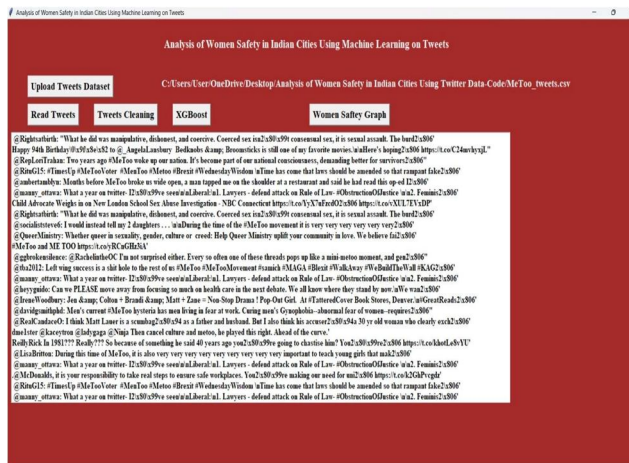 Analysis of Women Safety in Indian Cities Using Machine Learning on Tweets
Analysis of Women Safety in Indian Cities Using Machine Learning on Tweets
Upload Tweets Dataset
C:/Users/User/OneDrive/Desktop/Analysis of Women Safety in Indian Cities Using Twitter Data-Code/MeToo_tweets.csv
Read Tweets
Tweets Cleaning
XGBoost
Women Saftey Graph
@Rightsatbirth: "What he did was manipulative, dishonest, and coercive. Coerced sex isn2\x80\x99t consensual sex, it is sexual assault. The burd2\x806'
Happy 94th Birthday!0\x9f\x8e\x82 to @_AngelaLansbury Bedknobs &amp; Broomsticks is still one of my favorite movies.\n\nHere's hoping2\x806 https://t.co/C24mvhyxjL"
@RepLoriTrahan: Two years ago #MeToo woke up our nation. It's become part of our national consciousness, demanding better for survivors2\x806"
@RituG15: #TimesUp #MeTooVoter #MenToo #Metoo #Brexit #WednesdayWisdom \nTime has come that laws should be amended so that rampant fake2\x806'
@ambertamblyn: Months before MeToo broke us wide open, a man tapped me on the shoulder at a restaurant and said he had read this op-ed I2\x806'
Child Advocate Weighs in on New London School Sex Abuse Investigation - NBC Connecticut https://t.co/YyX7uFrcdO2\x806 https://t.co/vXUL7EVxDP'
@Rightsatbirth: "What he did was manipulative, dishonest, and coercive. Coerced sex isn2\x80\x99t consensual sex, it is sexual assault. The burd2\x806'
@socialiststeve6: I would instead tell my 2 daughters . . . \n\nDuring the time of the #MeToo movement it is very very very very very very2\x806'
@QueerMinistry: Whether queer in sexuality, gender, culture or creed: Help Queer Ministry uplift your community in love. We believe fai2\x806'
#MeToo and ME TOO https://t.co/yRCuGHz3iA'
@ggbrokensilence: @RachelintheOC I'm not surprised either. Every so often one of these threads pop up like a mini-metoo moment, and gen2\x806"
@tba2012: Left wing success is a shit hole to the rest of us #MeToo #MeTooMovement #samick #MAGA #Blexit #WalkAway #WeBuildTheWall #KAG2\x806'
@manny_ottawa: What a year on twitter- I2\x80\x99ve seen\n\nLiberal:\n1. Lawyers - defend attack on Rule of Law- #ObstructionOfJustice \n\n2. Feminis2\x806'
@heyyguido: Can we PLEASE move away from focusing so much on health care in the next debate. We all know where they stand by now.\nWe van2\x806'
@IreneWoodbury: Jen &amp; Colton + Brandi &amp; Matt + Zane = Non-Stop Drama ! Pop-Out Girl. At #TatteredCover Book Stores, Denver.\n#GreatReads2\x806'
@davidgsmithphd: Men's concern that #MeToo hysteria has men living in fear at work. Curing men's Gynophobia--abnormal fear of women--requires2\x806"
@RealCandaceO: I think Matt Lauer is a scumbag2\x80\x94 as a father and husband. But I also think his accuser2\x80\x94a 30 yr old woman who clearly exch2\x806'
dme1ster @kaceytron @ladygaga @Ninja Then cancel culture and metoo, he played this right. Ahead of the curve.'
ReillyRick In 1981??? Really??? So because of something he said 40 years ago you2\x80\x99re going to chastise him? You2\x80\x99re2\x806 https://t.co/khotLe8vYU'
@LisaBritton: During this time of MeToo, it is also very very very very very very very very very important to teach young girls that mak2\x806'
@manny_ottawa: What a year on twitter- I2\x80\x99ve seen\n\nLiberal:\n1. Lawyers - defend attack on Rule of Law- #ObstructionOfJustice \n\n2. Feminis2\x806'
.@McDonalds, it is your responsibility to take real steps to ensure safe workplaces. You2\x80\x99re making our need for uni2\x806 https://t.co/k2GhPvcgdz'
@RituG15: #TimesUp #MeTooVoter #MenToo #Metoo #Brexit #WednesdayWisdom \nTime has come that laws should be amended so that rampant fake2\x806'
@manny_ottawa: What a year on twitter- I2\x80\x99ve seen\n\nLiberal:\n1. Lawyers - defend attack on Rule of Law- #ObstructionOfJustice \n\n2. Feminis2\x806'